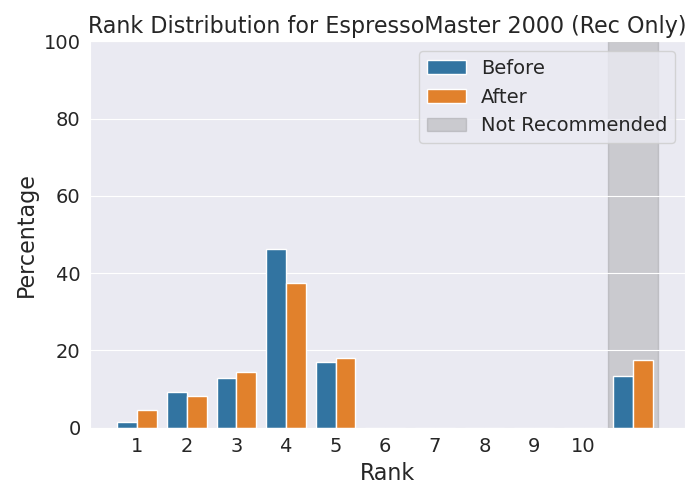 Rank Distribution for EspressoMaster 2000 (Rec Only)
Percentage
100
80
60
40
20
0
Before
After
Not Recommended
1 2 3 4 5 6 7 8 9 10
Rank